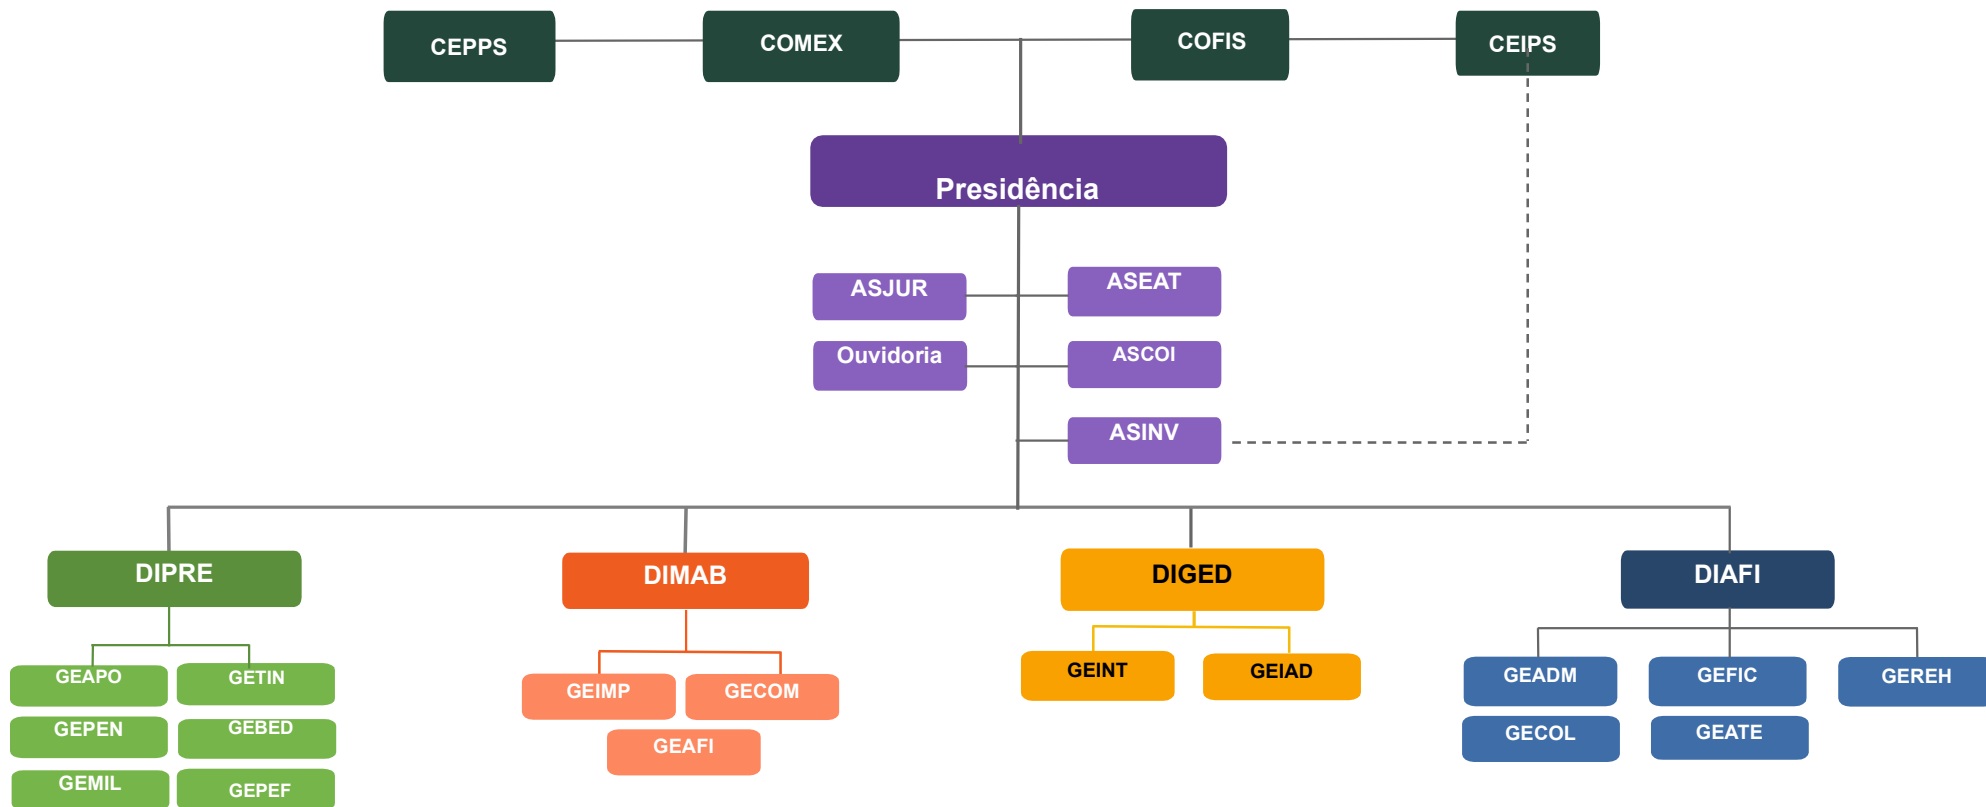 CEPPS
COMEX
COFIS
CEIPS
Presidência
ASJUR
ASEAT
Ouvidoria
ASCOI
ASINV
DIPRE
DIMAB
DIGED
DIAFI
GEAPO
GETIN
GEPEN
GEBED
GEMIL
GEPEF
GEIMP
GECOM
GEAFI
GEINT
GEIAD
GEADM
GEFIC
GEREH
GECOL
GEATE